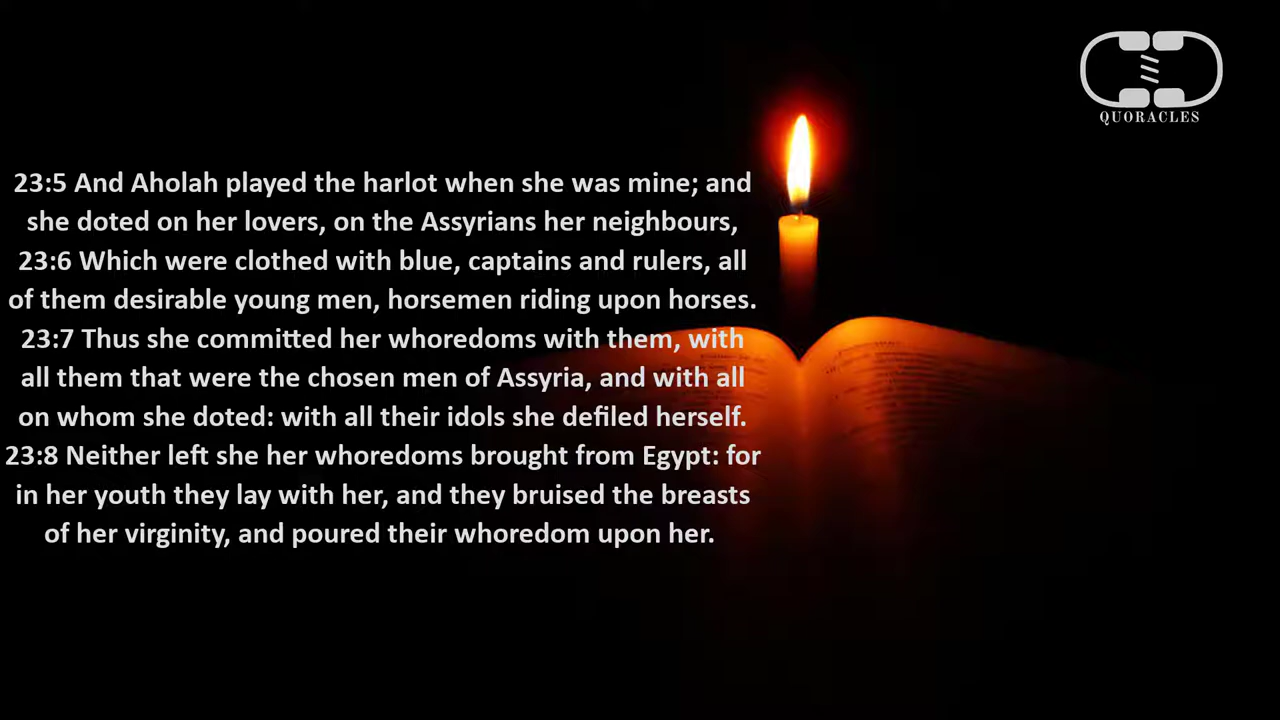 QUORACLES
23:5 And Aholah played the harlot when she was mine; and
she doted on her lovers, on the Assyrians her neighbours,
23:6 Which were clothed with blue, captains and rulers, all
of them desirable young men, horsemen riding upon horses.
23:7 Thus she committed her whoredoms with them, with
all them that were the chosen men of Assyria, and with all
on whom she doted: with all their idols she defiled herself.
23:8 Neither left she her whoredoms brought from Egypt: for
in her youth they lay with her, and they bruised the breasts
of her virginity, and poured their whoredom upon her.